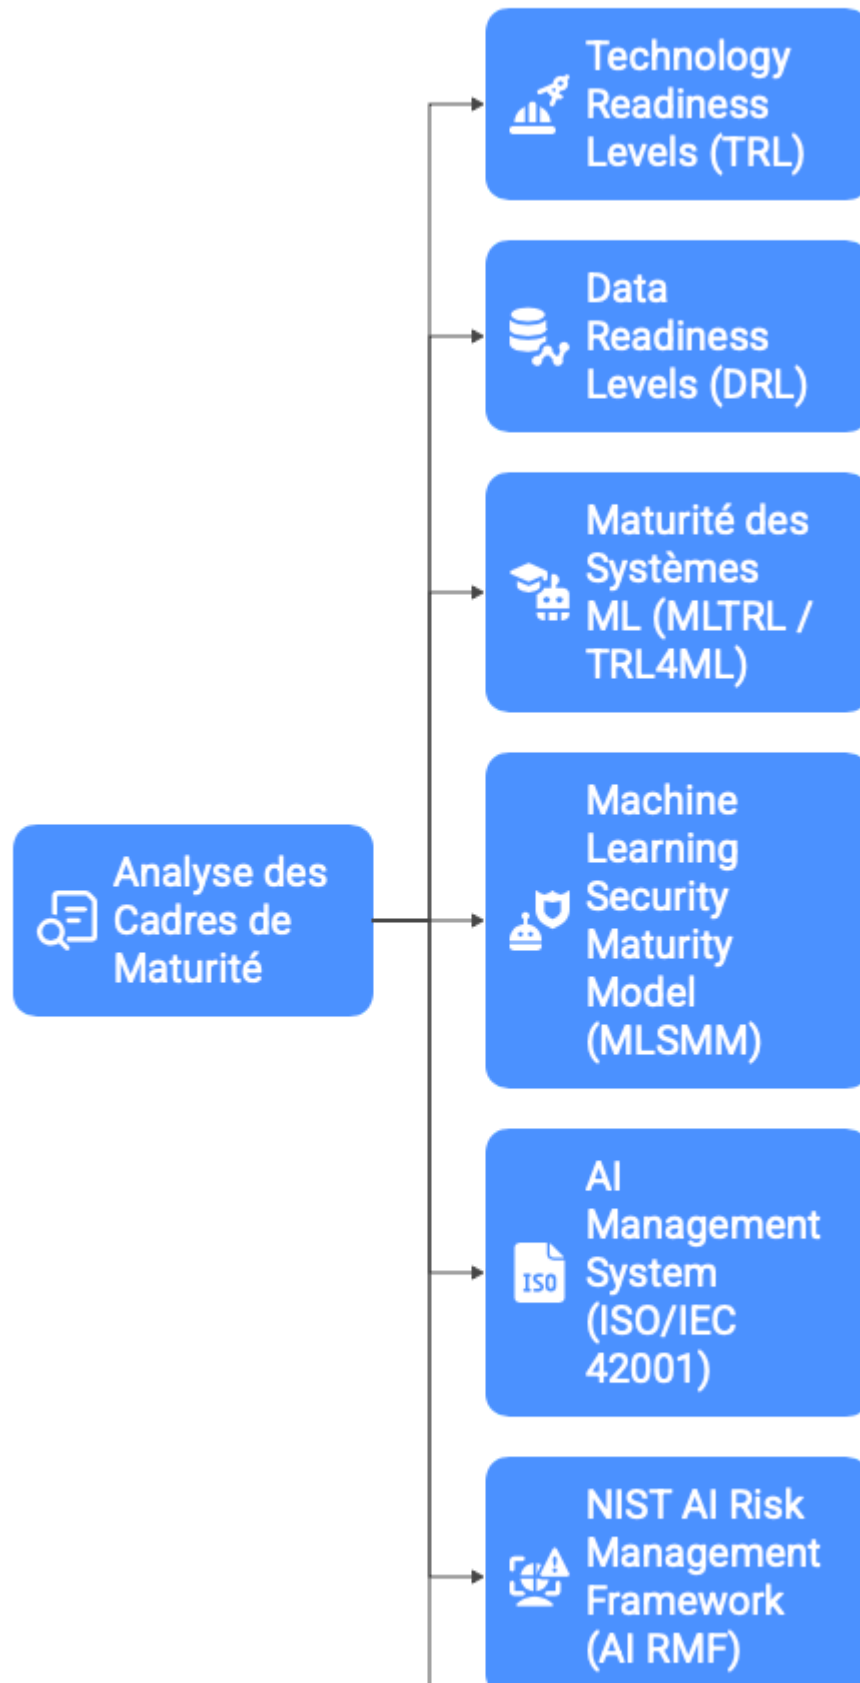 Technology
Readiness
Levels (TRL)
Data
Readiness
Levels (DRL)
Maturité des
Systèmes
ML (MLTRL /
TRL4ML)
Machine
Learning
Security
Maturity
Model
(MLSMM)
Analyse des
Cadres de
Maturité
AI
Management
System
(ISO/IEC
42001)
ISO
NIST AI Risk
Management
Framework
(AI RMF)